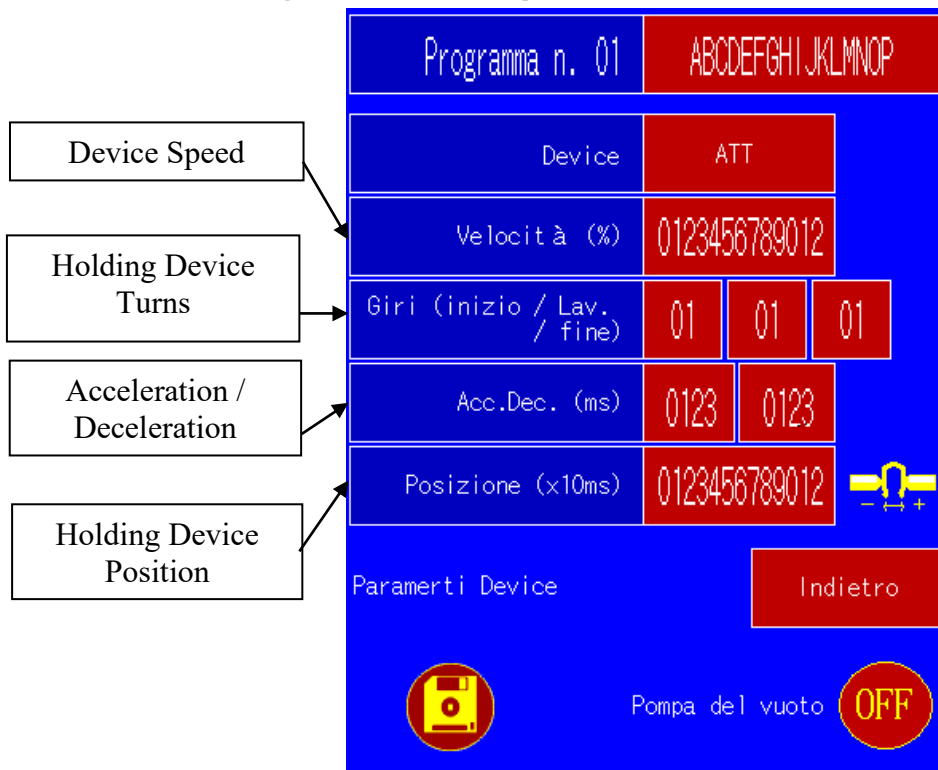 Programma n. 01 ABCDEFGHIJKLMNOP
Device Speed
Device ATT
Velocità (%) 0123456789012
Holding Device
Turns
Giri (inizio / Lav.
/ fine) 01 01 01
Acceleration /
Deceleration
Acc.Dec. (ms) 0123 0123
Posizione (x10ms) 0123456789012
- +
Holding Device
Position
Paramerti Device Indietro
Pompa del vuoto OFF